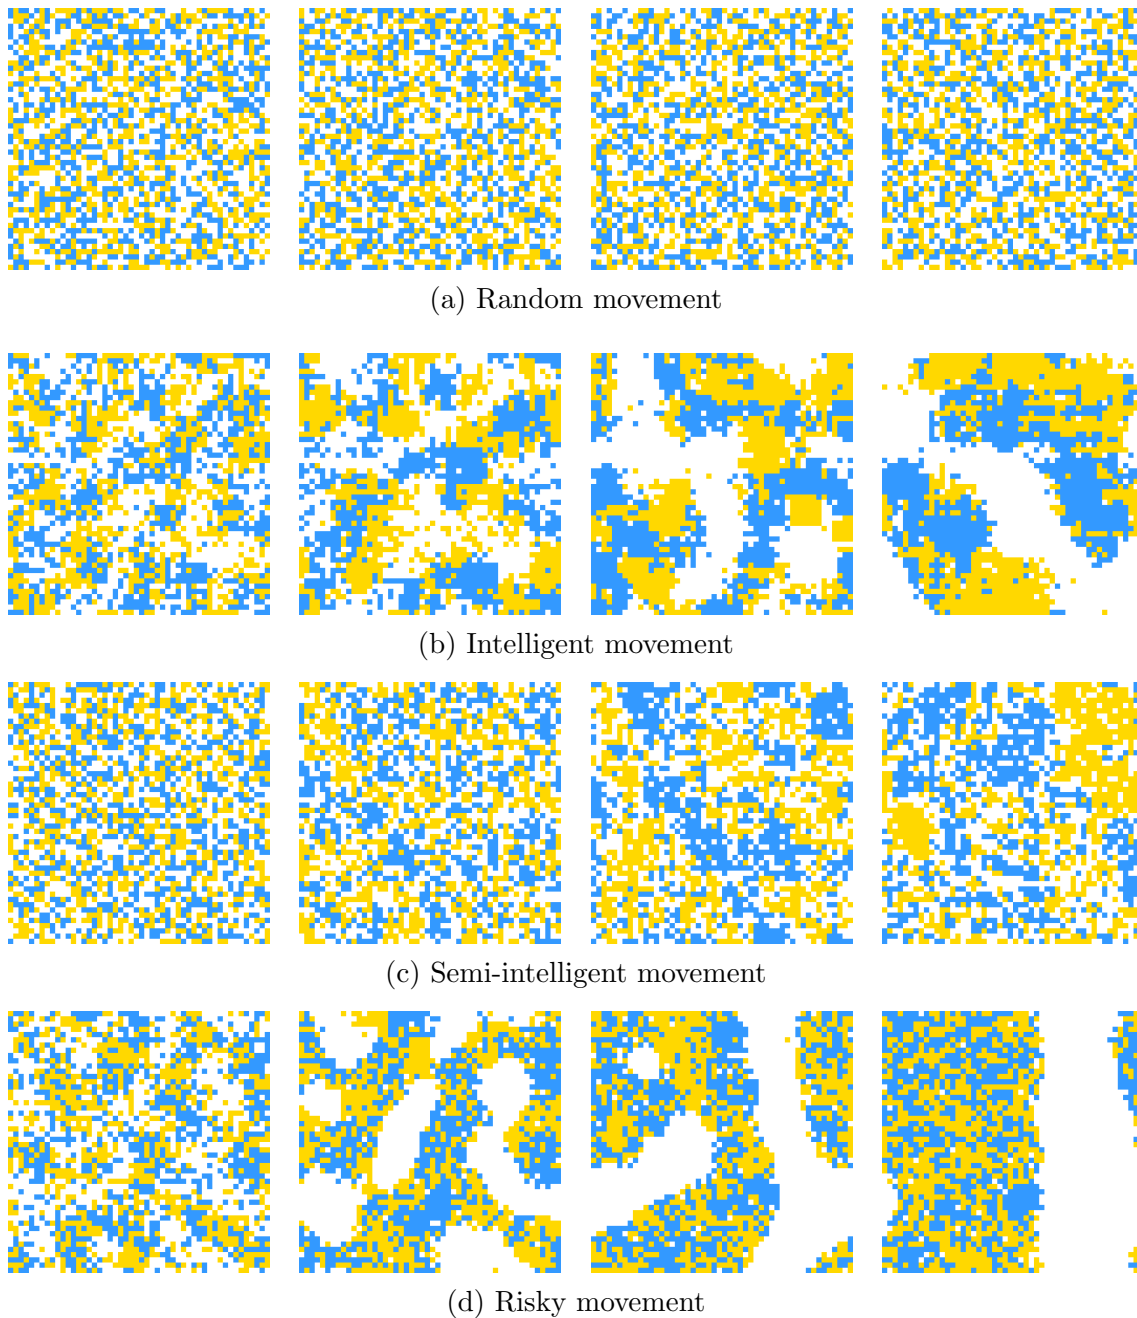 (a) Random movement
(b) Intelligent movement
(c) Semi-intelligent movement
(d) Risky movement